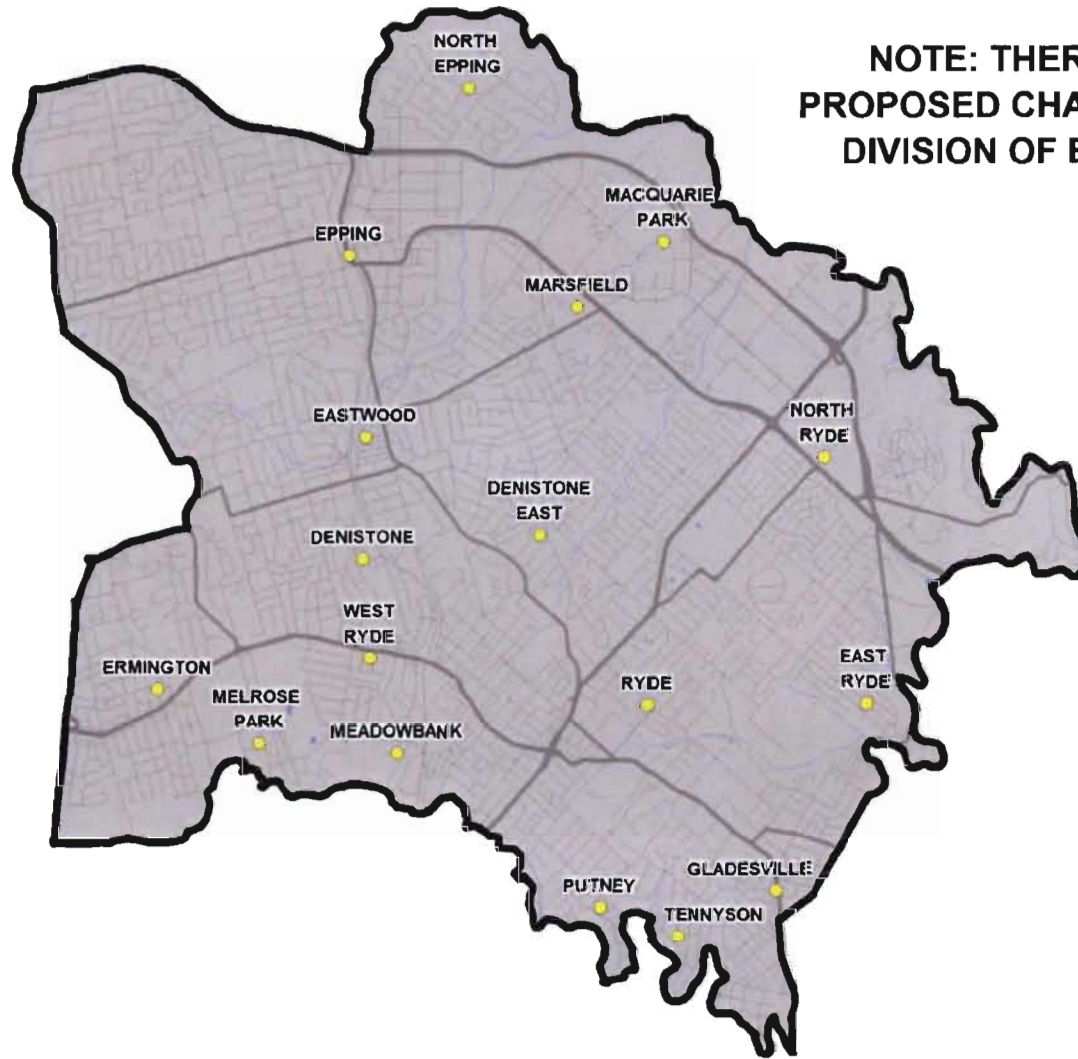 NORTH
EPPING
NOTE: THER
PROPOSED CHA
DIVISION OF
MACQUARIE
PARK
EPPING
MARSFIELD
EASTWOOD
NORTH
RYDE
DENISTONE
EAST
DENISTONE
WEST
RYDE
ERMINGTON
MELROSE
PARK
MEADOWBANK
RYDE
EAST
RYDE
PUTNEY
GLADESVILLE
TENNYSON